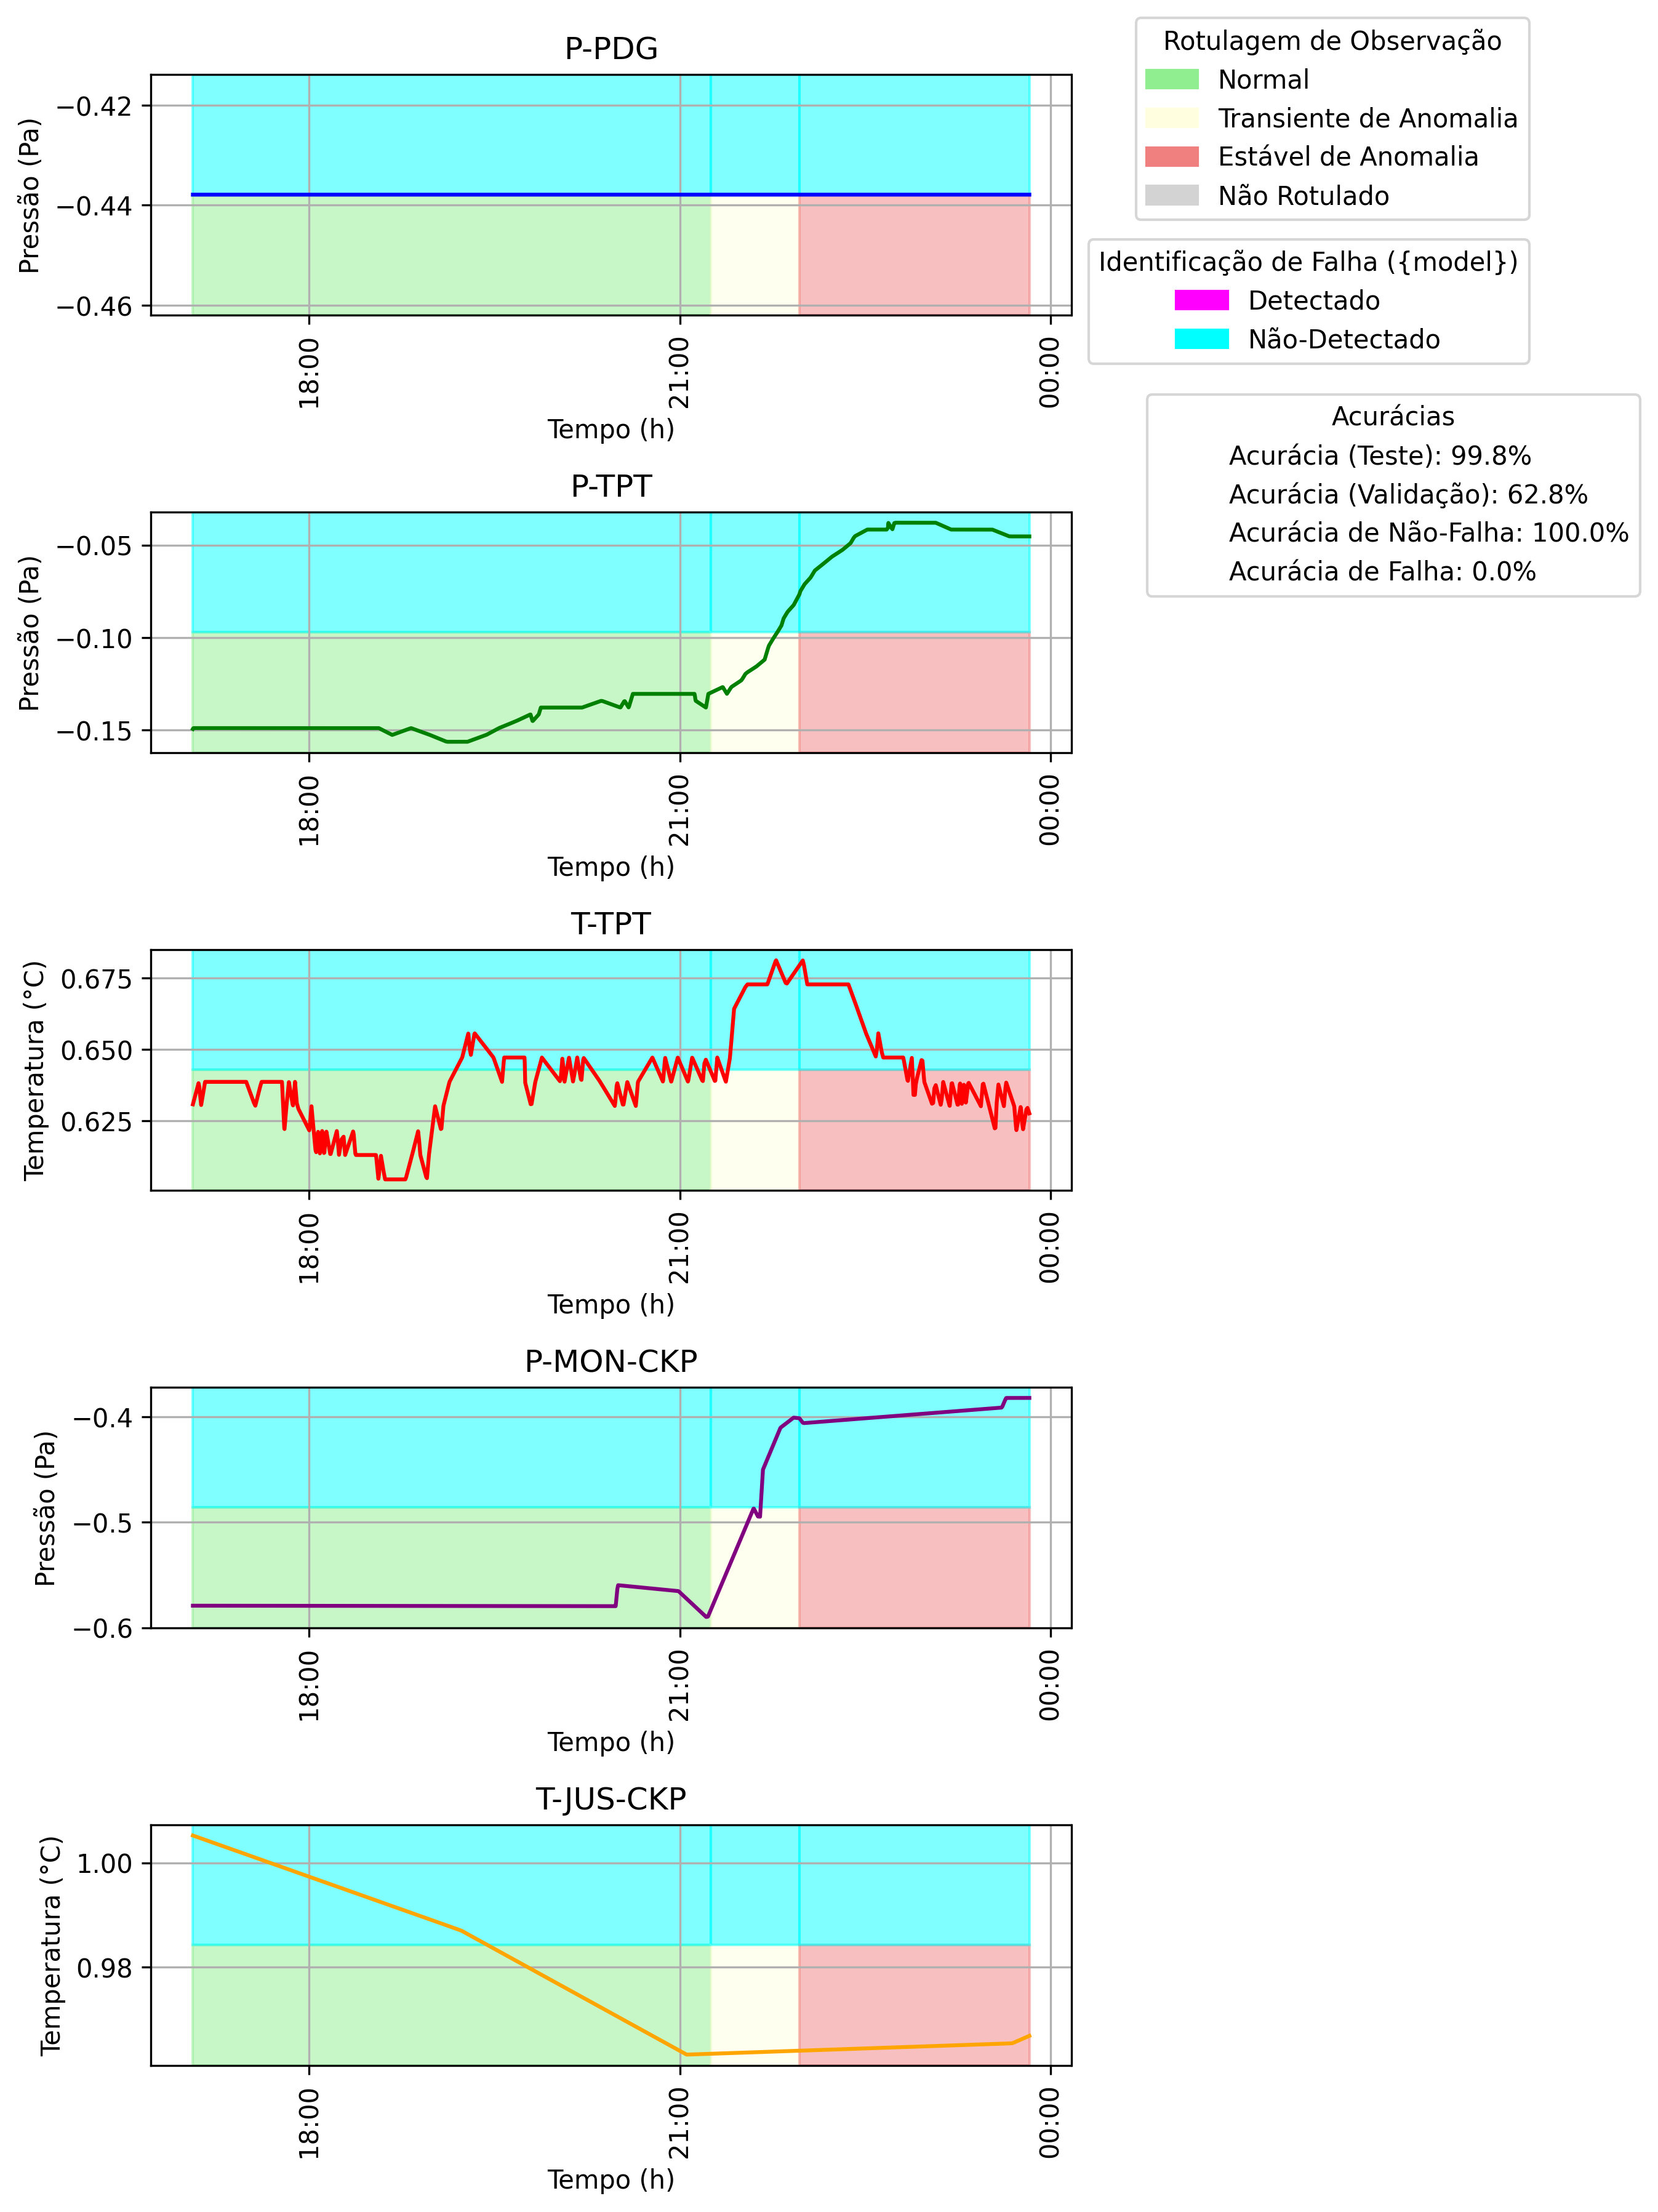 P-PDG
Pressão (Pa)
−0.42
−0.44
−0.46
18:00
21:00
00:00
Tempo (h)
Rotulagem de Observação
Normal
Transiente de Anomalia
Estável de Anomalia
Não Rotulado
Identificação de Falha ({model})
Detectado
Não-Detectado
Acurácias
Acurácia (Teste): 99.8%
Acurácia (Validação): 62.8%
Acurácia de Não-Falha: 100.0%
Acurácia de Falha: 0.0%
P-TPT
Pressão (Pa)
−0.05
−0.10
−0.15
18:00
21:00
00:00
Tempo (h)
T-TPT
Temperatura (°C)
0.675
0.650
0.625
18:00
21:00
00:00
Tempo (h)
P-MON-CKP
Pressão (Pa)
−0.4
−0.5
−0.6
18:00
21:00
00:00
Tempo (h)
T-JUS-CKP
Temperatura (°C)
1.00
0.98
18:00
21:00
00:00
Tempo (h)